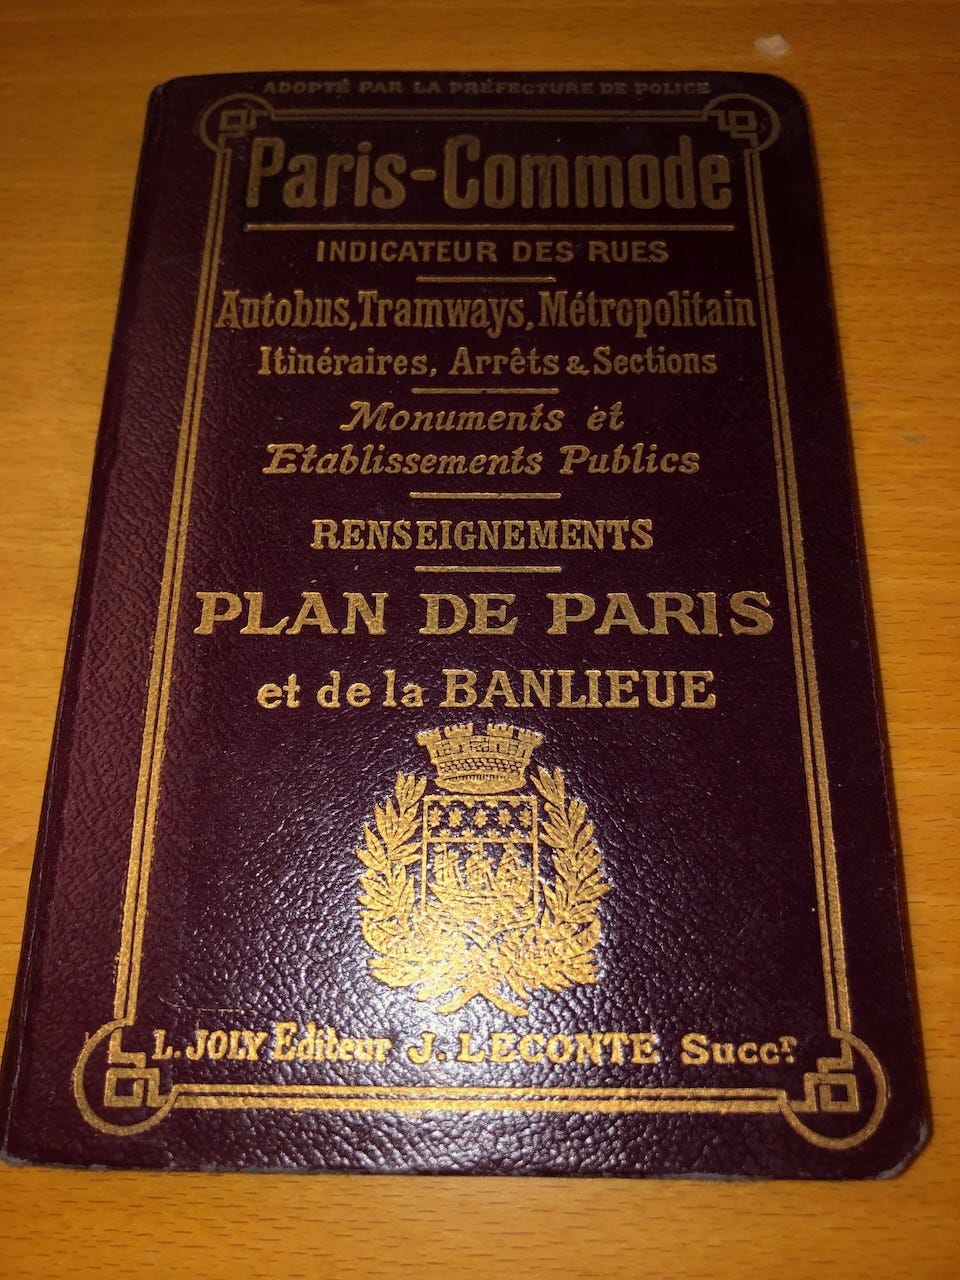 ADOPTÉ PAR LA PRÉFECTURE DE POLICE
Paris-Commode
INDICATEUR DES RUES
Autobus, Tramways, Métropolitain
Itinéraires, Arrêts & Sections
Monuments et
Etablissements Publics
RENSEIGNEMENTS
PLAN DE PARIS
et de la BANLIEUE
L. JOLY Editeur J. LECONTE Succr.